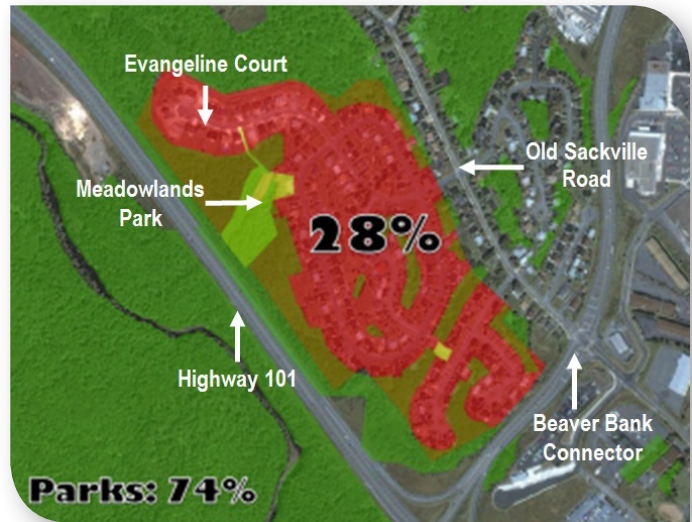 Evangeline Court
Old Sackville
Road
Meadowlands
Park
28%
Highway 101
Beaver Bank
Connector
Parks: 74%